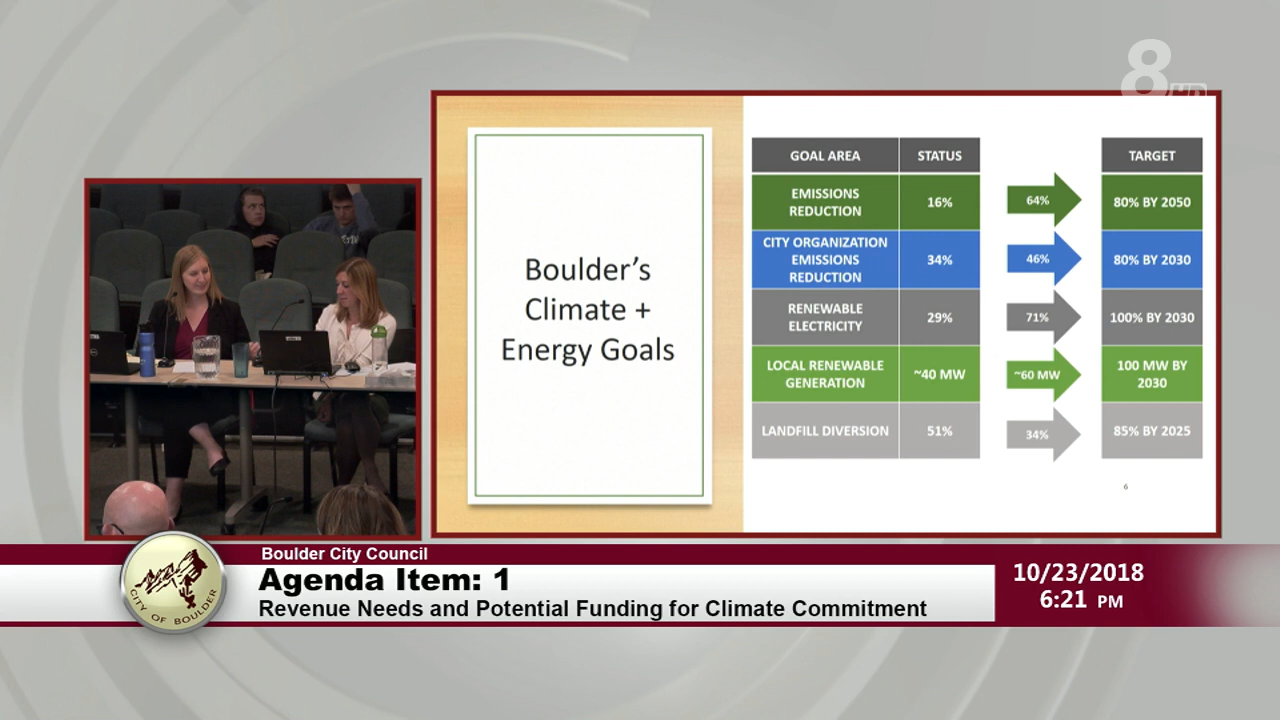 8
HD
Boulder's
Climate +
Energy Goals
GOAL AREA STATUS TARGET
EMISSIONS
REDUCTION
16% 64% 80% BY 2050
CITY ORGANIZATION
EMISSIONS
REDUCTION
34% 46% 80% BY 2030
RENEWABLE
ELECTRICITY
29% 71% 100% BY 2030
LOCAL RENEWABLE
GENERATION
~40 MW ~60 MW 100 MW BY
2030
LANDFILL DIVERSION 51% 34% 85% BY 2025
6
Boulder City Council
Agenda Item: 1
Revenue Needs and Potential Funding for Climate Commitment
10/23/2018
6:21 PM
CITY OF BOULDER